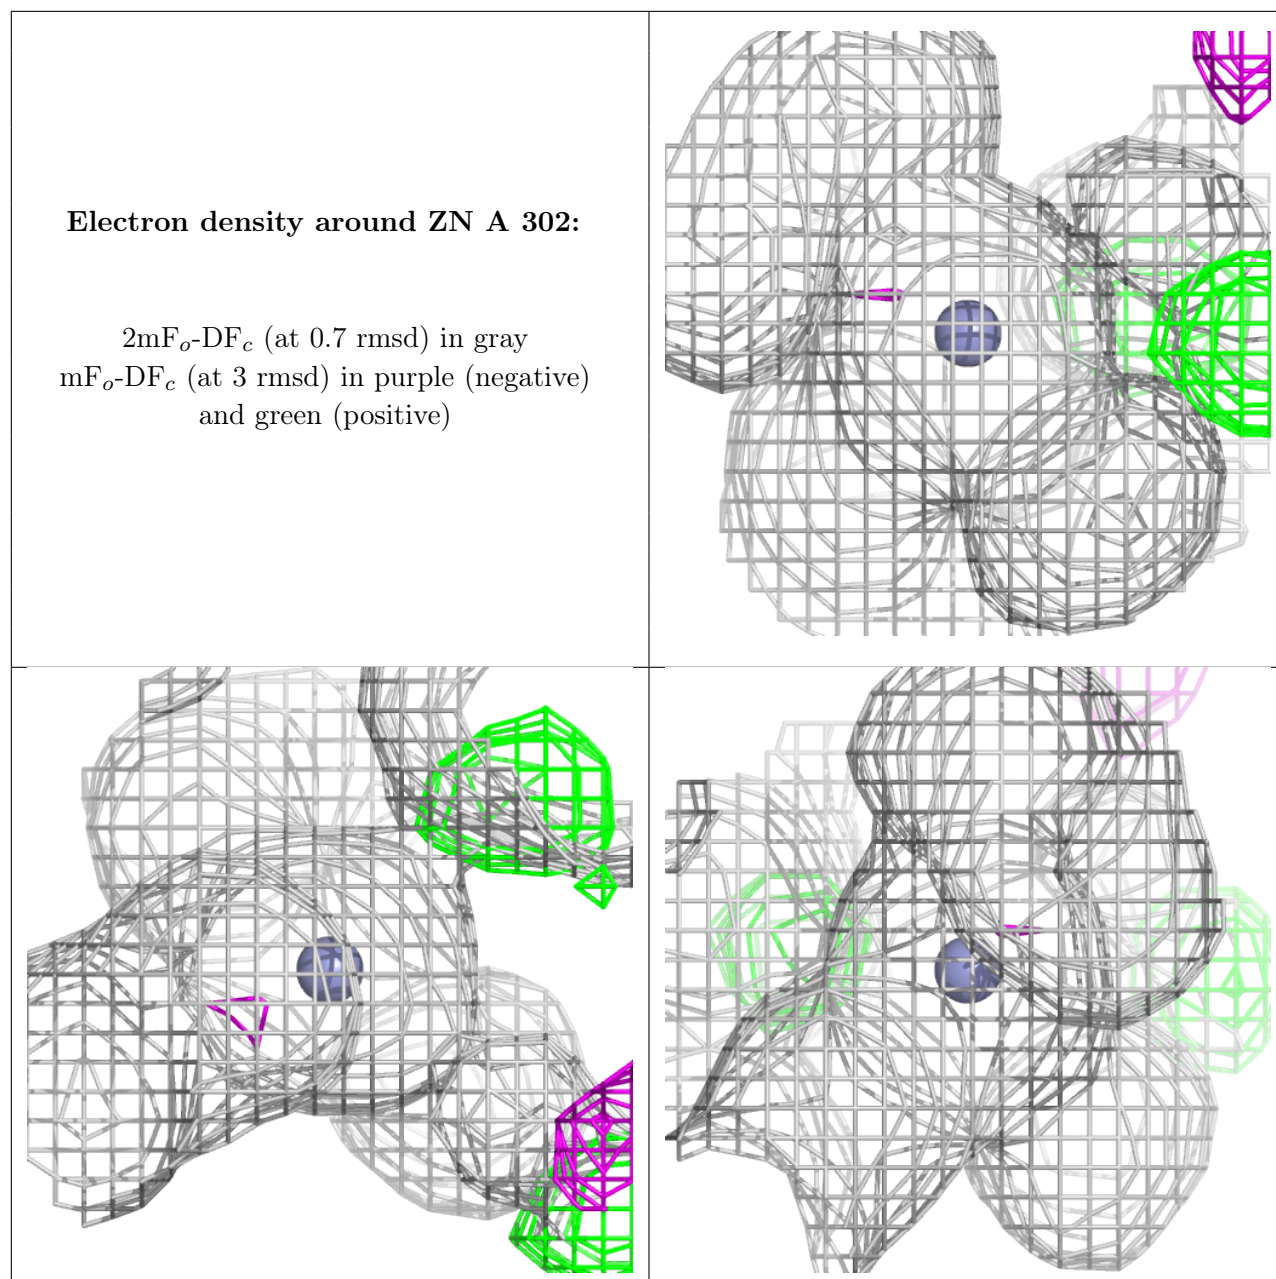 Electron density around ZN A 302:
2mFₒ-DF𝒸 (at 0.7 rmsd) in gray
mFₒ-DF𝒸 (at 3 rmsd) in purple (negative)
and green (positive)